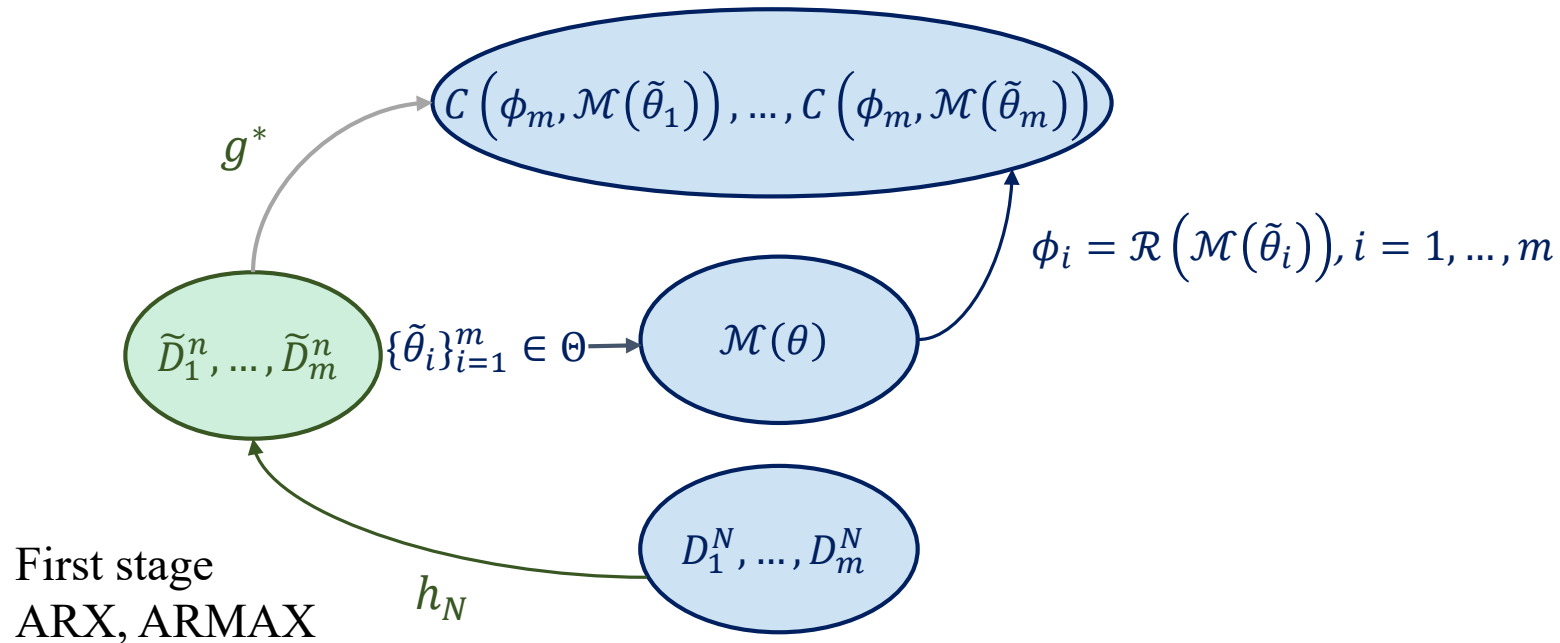 C(ϕ_m, ℳ(θ̃_1)), …, C(ϕ_m, ℳ(θ̃_m))
g*
ϕ_i = ℛ(ℳ(θ̃_i)), i = 1, …, m
D̃_1^n, …, D̃_m^n
{θ̃_i}_{i=1}^m ∈ Θ
ℳ(θ)
D_1^N, …, D_m^N
h_N
First stage
ARX, ARMAX